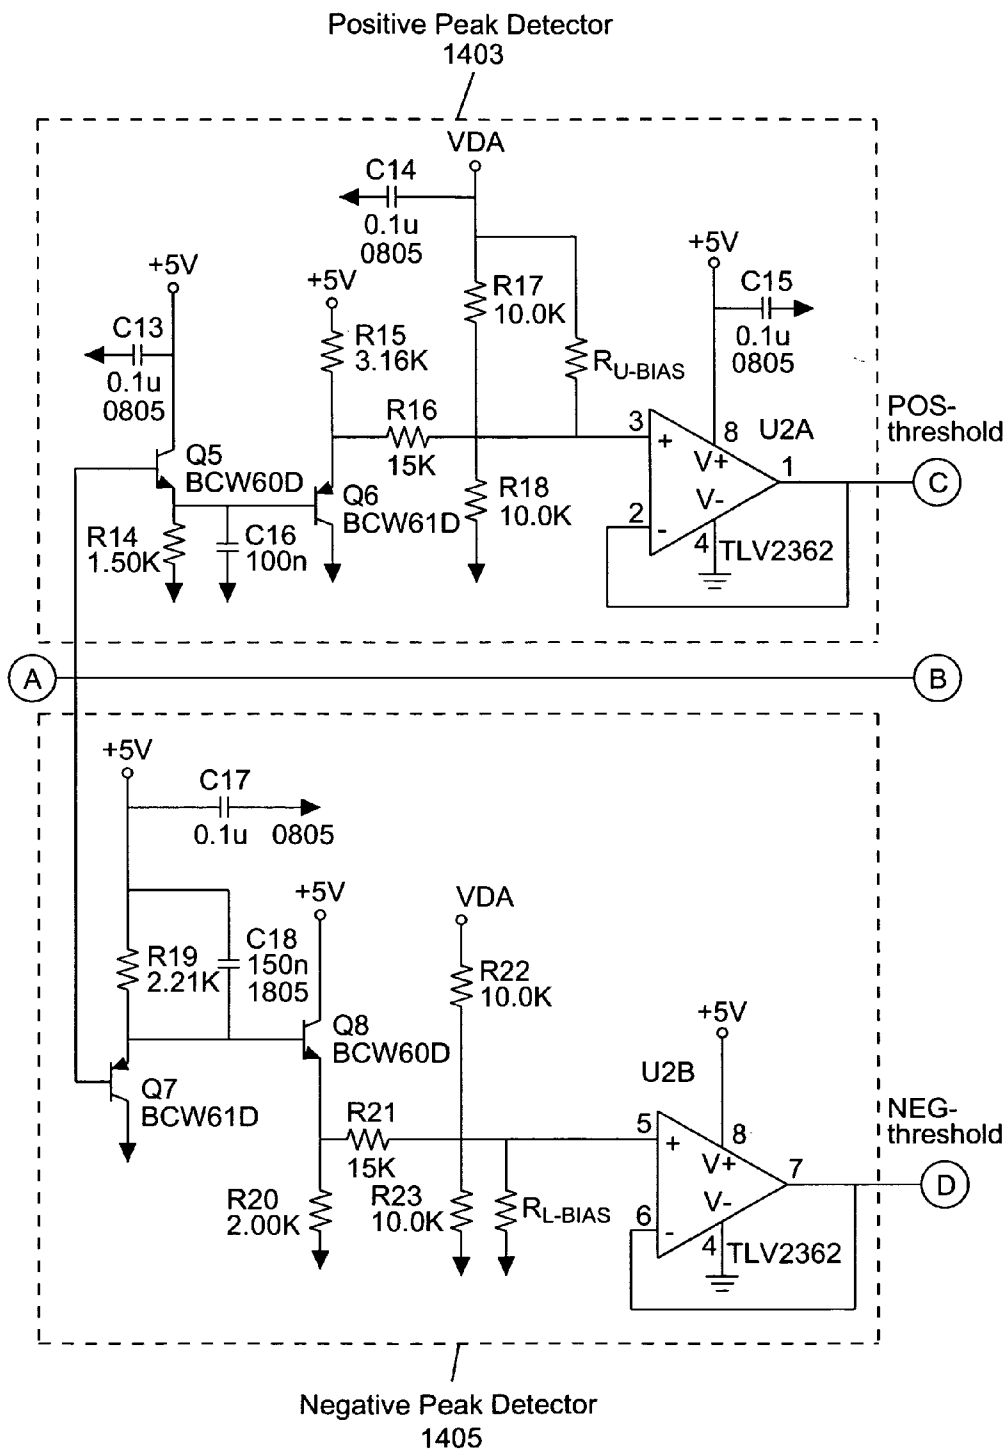 Positive Peak Detector
1403
VDA
C14
0.1u
0805
+5V
C13
0.1u
0805
+5V
R15
3.16K
R17
10.0K
R<sub>U-BIAS</sub>
+5V
C15
0.1u
0805
R16
15K
Q5
BCW60D
Q6
BCW61D
R14
1.50K
C16
100n
R18
10.0K
3
+
2
-
8
V+
V-
4
U2A
1
TLV2362
POS-
threshold
C
A
B
+5V
C17
0.1u 0805
R19
2.21K
C18
150n
1805
+5V
Q8
BCW60D
VDA
R22
10.0K
Q7
BCW61D
R21
15K
R20
2.00K
R23
10.0K
R<sub>L-BIAS</sub>
+5V
U2B
5
+
6
-
8
V+
V-
4
7
TLV2362
NEG-
threshold
D
Negative Peak Detector
1405